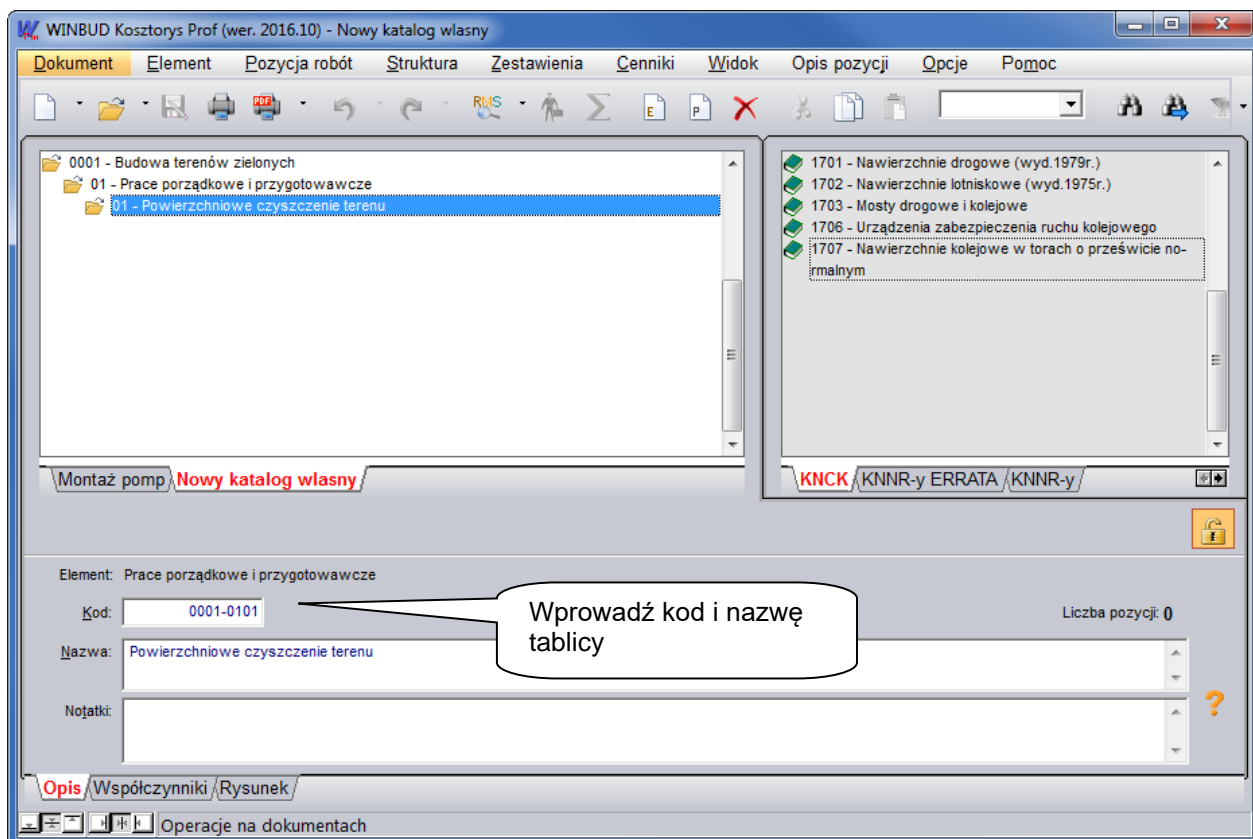 WINBUD Kosztorys Prof (wer. 2016.10) - Nowy katalog wlasny
Dokument Element Pozycja robót Struktura Zestawienia Cenniki Widok Opis pozycji Opcje Pomoc
PDF RMS E P
0001 - Budowa terenów zielonych
01 - Prace porządkowe i przygotowawcze
01 - Powierzchniowe czyszczenie terenu
1701 - Nawierzchnie drogowe (wyd.1979r.)
1702 - Nawierzchnie lotniskowe (wyd.1975r.)
1703 - Mosty drogowe i kolejowe
1706 - Urządzenia zabezpieczenia ruchu kolejowego
1707 - Nawierzchnie kolejowe w torach o prześwicie no-
rmalnym
Montaż pomp Nowy katalog wlasny
KNCK KNNR-y ERRATA KNNR-y
E
Element: Prace porządkowe i przygotowawcze
Kod: 0001-0101
Wprowadź kod i nazwę
tablicy
Liczba pozycji: 0
Nazwa: Powierzchniowe czyszczenie terenu
Notatki:
?
Opis Współczynniki Rysunek
Operacje na dokumentach